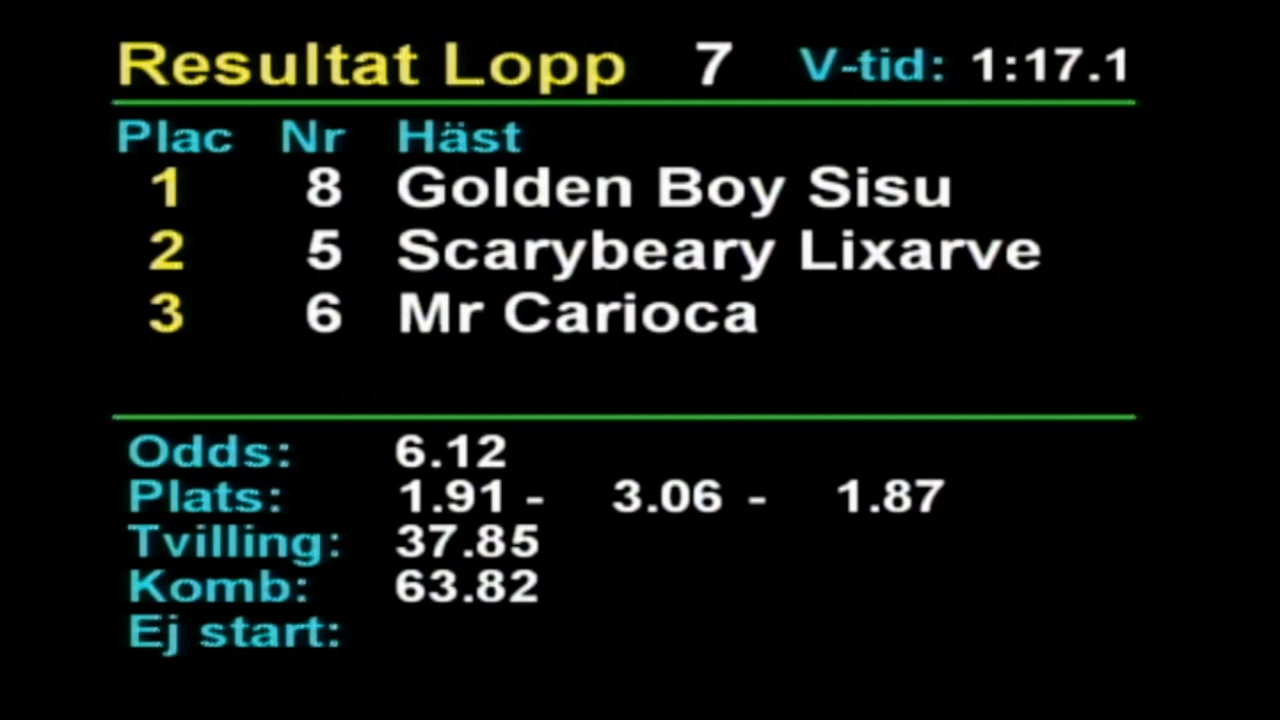 Resultat Lopp 7 V-tid: 1:17.1
Plac Nr Häst
1 8 Golden Boy Sisu
2 5 Scarybeary Lixarve
3 6 Mr Carioca
Odds: 6.12
Plats: 1.91 - 3.06 - 1.87
Tvilling: 37.85
Komb: 63.82
Ej start: